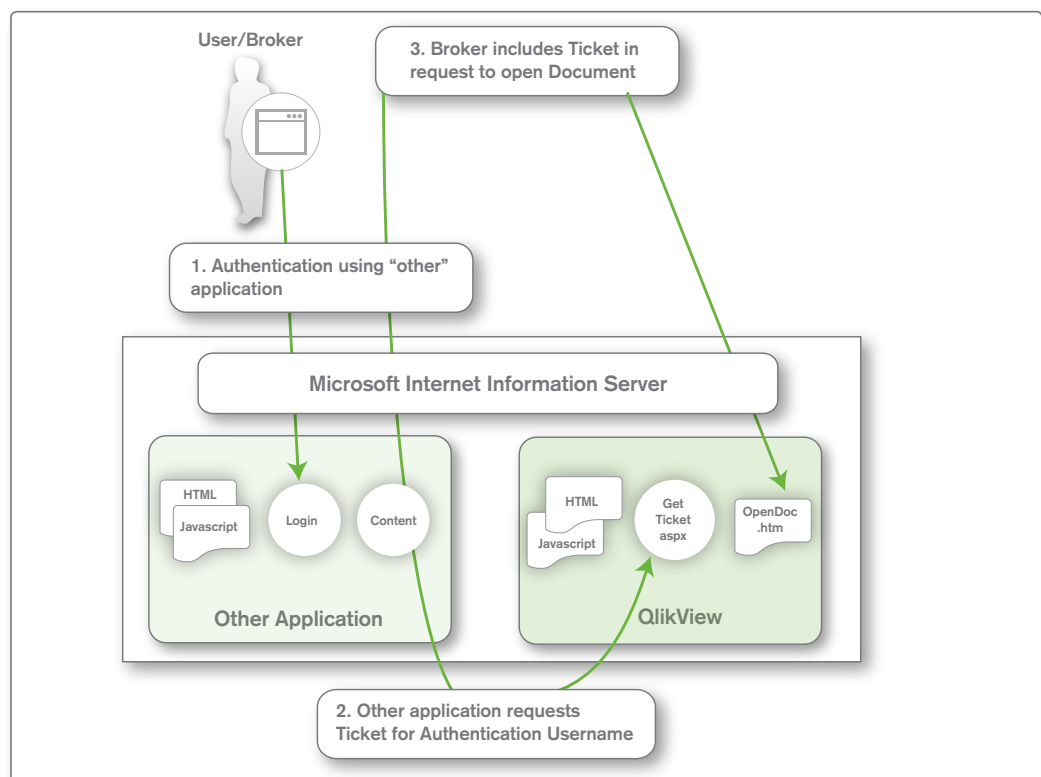 User/Broker
3. Broker includes Ticket in
request to open Document
1. Authentication using “other”
application
Microsoft Internet Information Server
HTML
Javascript
Login
Content
Other Application
HTML
Javascript
Get
Ticket
aspx
OpenDoc
.htm
QlikView
2. Other application requests
Ticket for Authentication Username